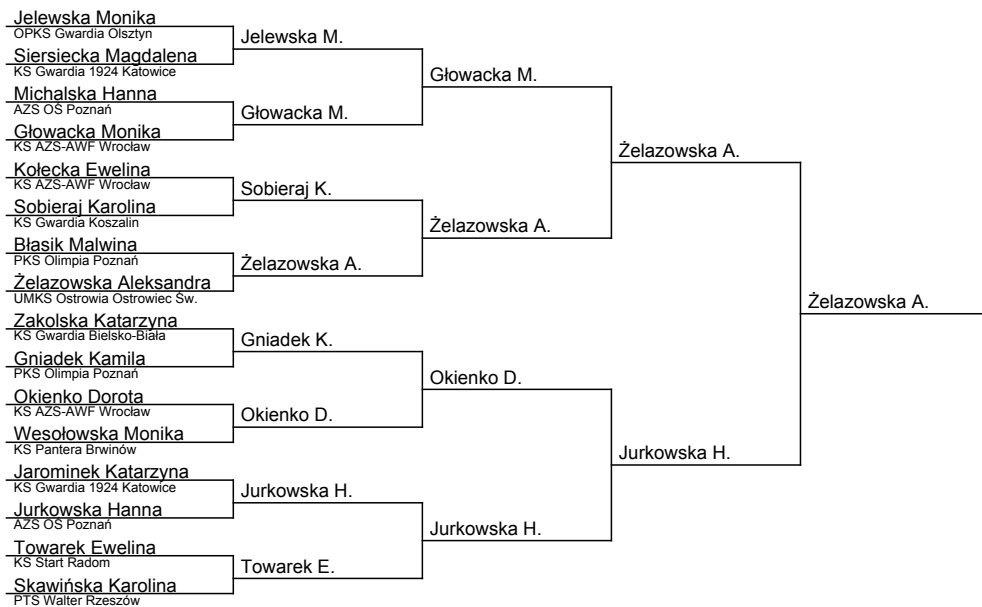 Jelewska Monika
OPKS Gwardia Olsztyn
Siersiecka Magdalena
KS Gwardia 1924 Katowice
Michalska Hanna
AZS OŚ Poznań
Głowacka Monika
KS AZS-AWF Wrocław
Kołecka Ewelina
KS AZS-AWF Wrocław
Sobieraj Karolina
KS Gwardia Koszalin
Błasik Malwina
PKS Olimpia Poznań
Żelazowska Aleksandra
UMKS Ostrowia Ostrowiec Św.
Zakolska Katarzyna
KS Gwardia Bielsko-Biała
Gniadek Kamila
PKS Olimpia Poznań
Okienko Dorota
KS AZS-AWF Wrocław
Wesołowska Monika
KS Pantera Brwinów
Jarominek Katarzyna
KS Gwardia 1924 Katowice
Jurkowska Hanna
AZS OŚ Poznań
Towarek Ewelina
KS Start Radom
Skawińska Karolina
PTS Walter Rzeszów
Jelewska M.
Głowacka M.
Sobieraj K.
Żelazowska A.
Gniadek K.
Okienko D.
Jurkowska H.
Towarek E.
Głowacka M.
Żelazowska A.
Okienko D.
Jurkowska H.
Żelazowska A.
Jurkowska H.
Żelazowska A.